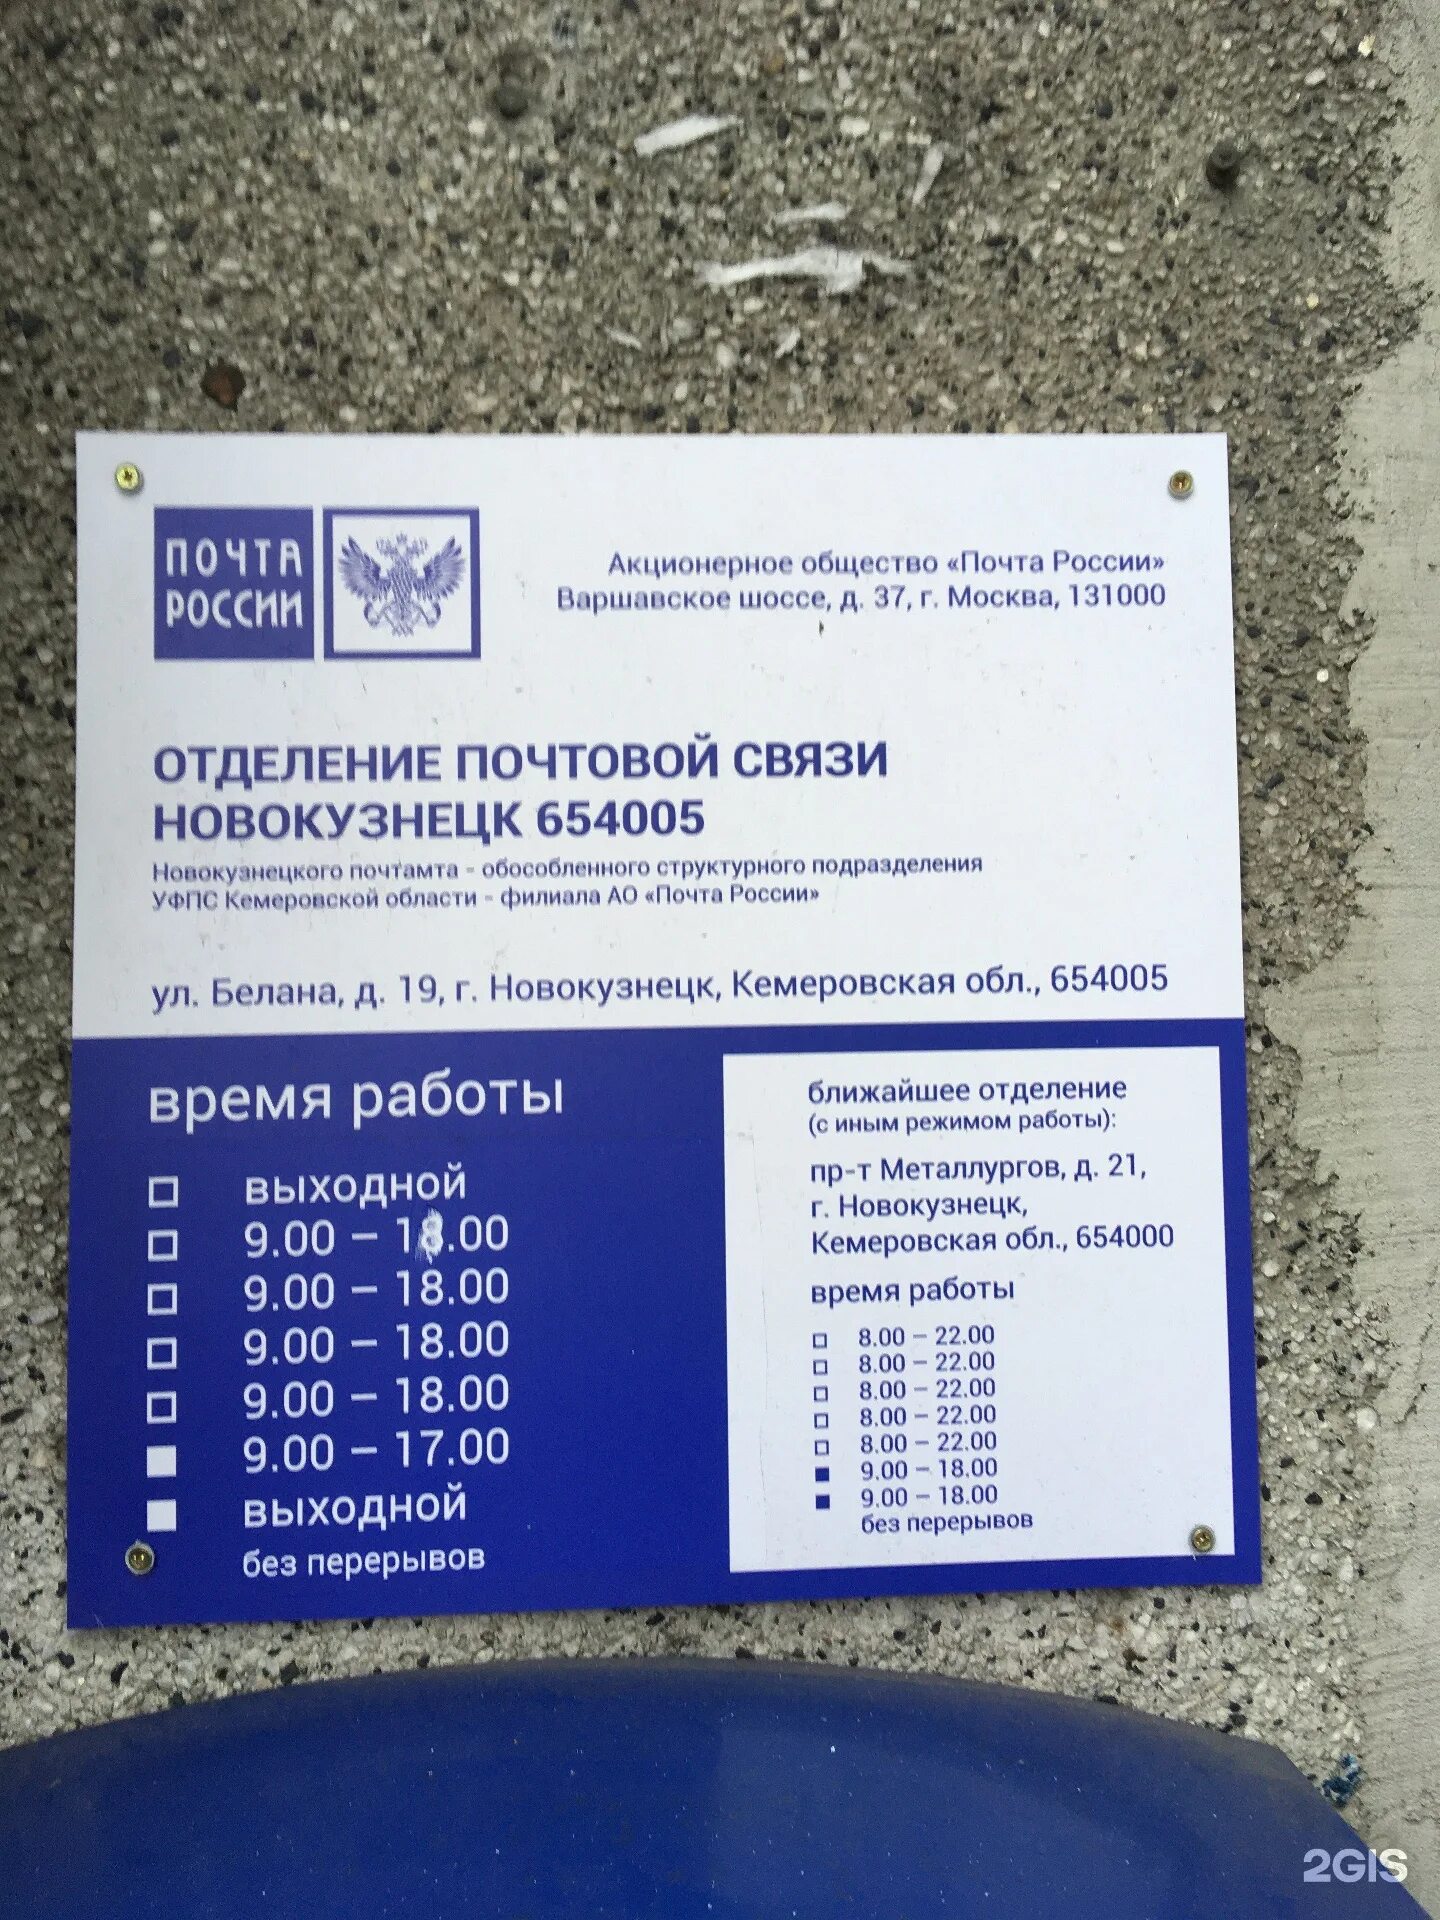 ПОЧТА
РОССИИ
Акционерное общество «Почта России»
Варшавское шоссе, д. 37, г. Москва, 131000
ОТДЕЛЕНИЕ ПОЧТОВОЙ СВЯЗИ
НОВОКУЗНЕЦК 654005
Новокузнецкого почтамта - обособленного структурного подразделения
УФПС Кемеровской области - филиала АО «Почта России»
ул. Белана, д. 19, г. Новокузнецк, Кемеровская обл., 654005
время работы
выходной
9.00 – 18.00
9.00 – 18.00
9.00 – 18.00
9.00 – 18.00
9.00 – 17.00
выходной
без перерывов
ближайшее отделение
(с иным режимом работы):
пр-т Металлургов, д. 21,
г. Новокузнецк,
Кемеровская обл., 654000
время работы
8.00 – 22.00
8.00 – 22.00
8.00 – 22.00
8.00 – 22.00
8.00 – 22.00
9.00 – 18.00
9.00 – 18.00
без перерывов
2GIS